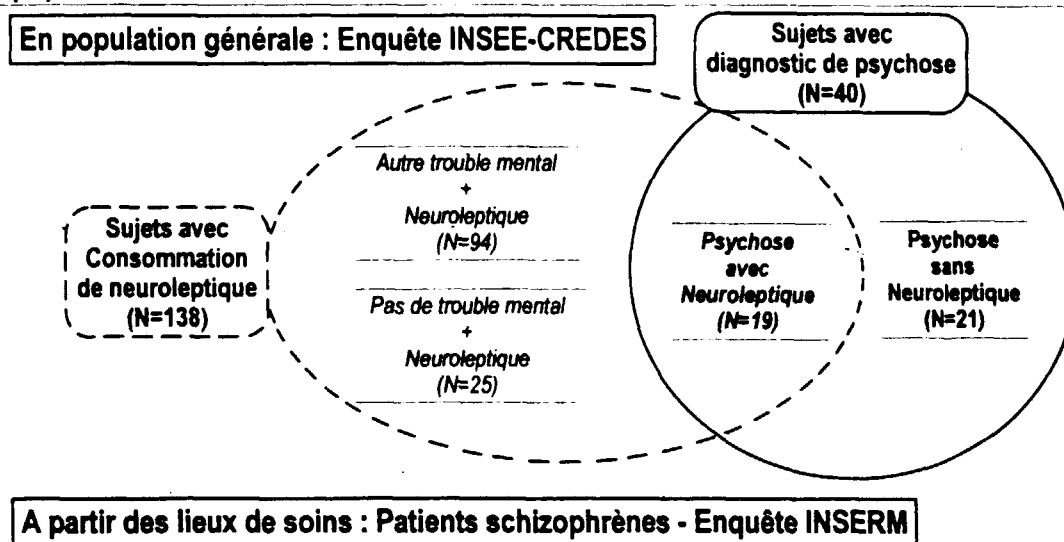 En population générale : Enquête INSEE-CREDES
Sujets avec
diagnostic de psychose
(N=40)
Autre trouble mental
+
Neuroleptique
(N=94)
Sujets avec
Consommation
de neuroleptique
(N=138)
Pas de trouble mental
+
Neuroleptique
(N=25)
Psychose
avec
Neuroleptique
(N=19)
Psychose
sans
Neuroleptique
(N=21)
A partir des lieux de soins : Patients schizophrènes - Enquête INSERM